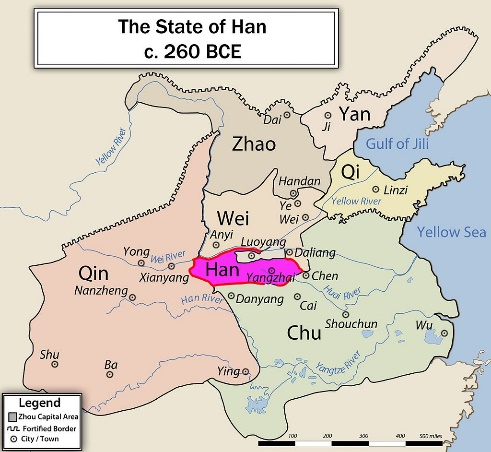 The State of Han
c. 260 BCE
Yan
Dai
Ji
Zhao
Gulf of Jili
Yellow River
Qi
Handan
Linzi
Ye
Yellow River
Wei
Wei
Anyi
Yellow Sea
Luoyang
Yong
Wei River
Daliang
Qin
Xianyang
Han
Yangzhai
Chen
Nanzheng
Han River
Danyang
Cai
Huai River
Shouchun
Chu
Wu
Shu
Ba
Ying
Yangtze River
Legend
Zhou Capital Area
Fortified Border
City / Town
100 200 300 400 500 miles